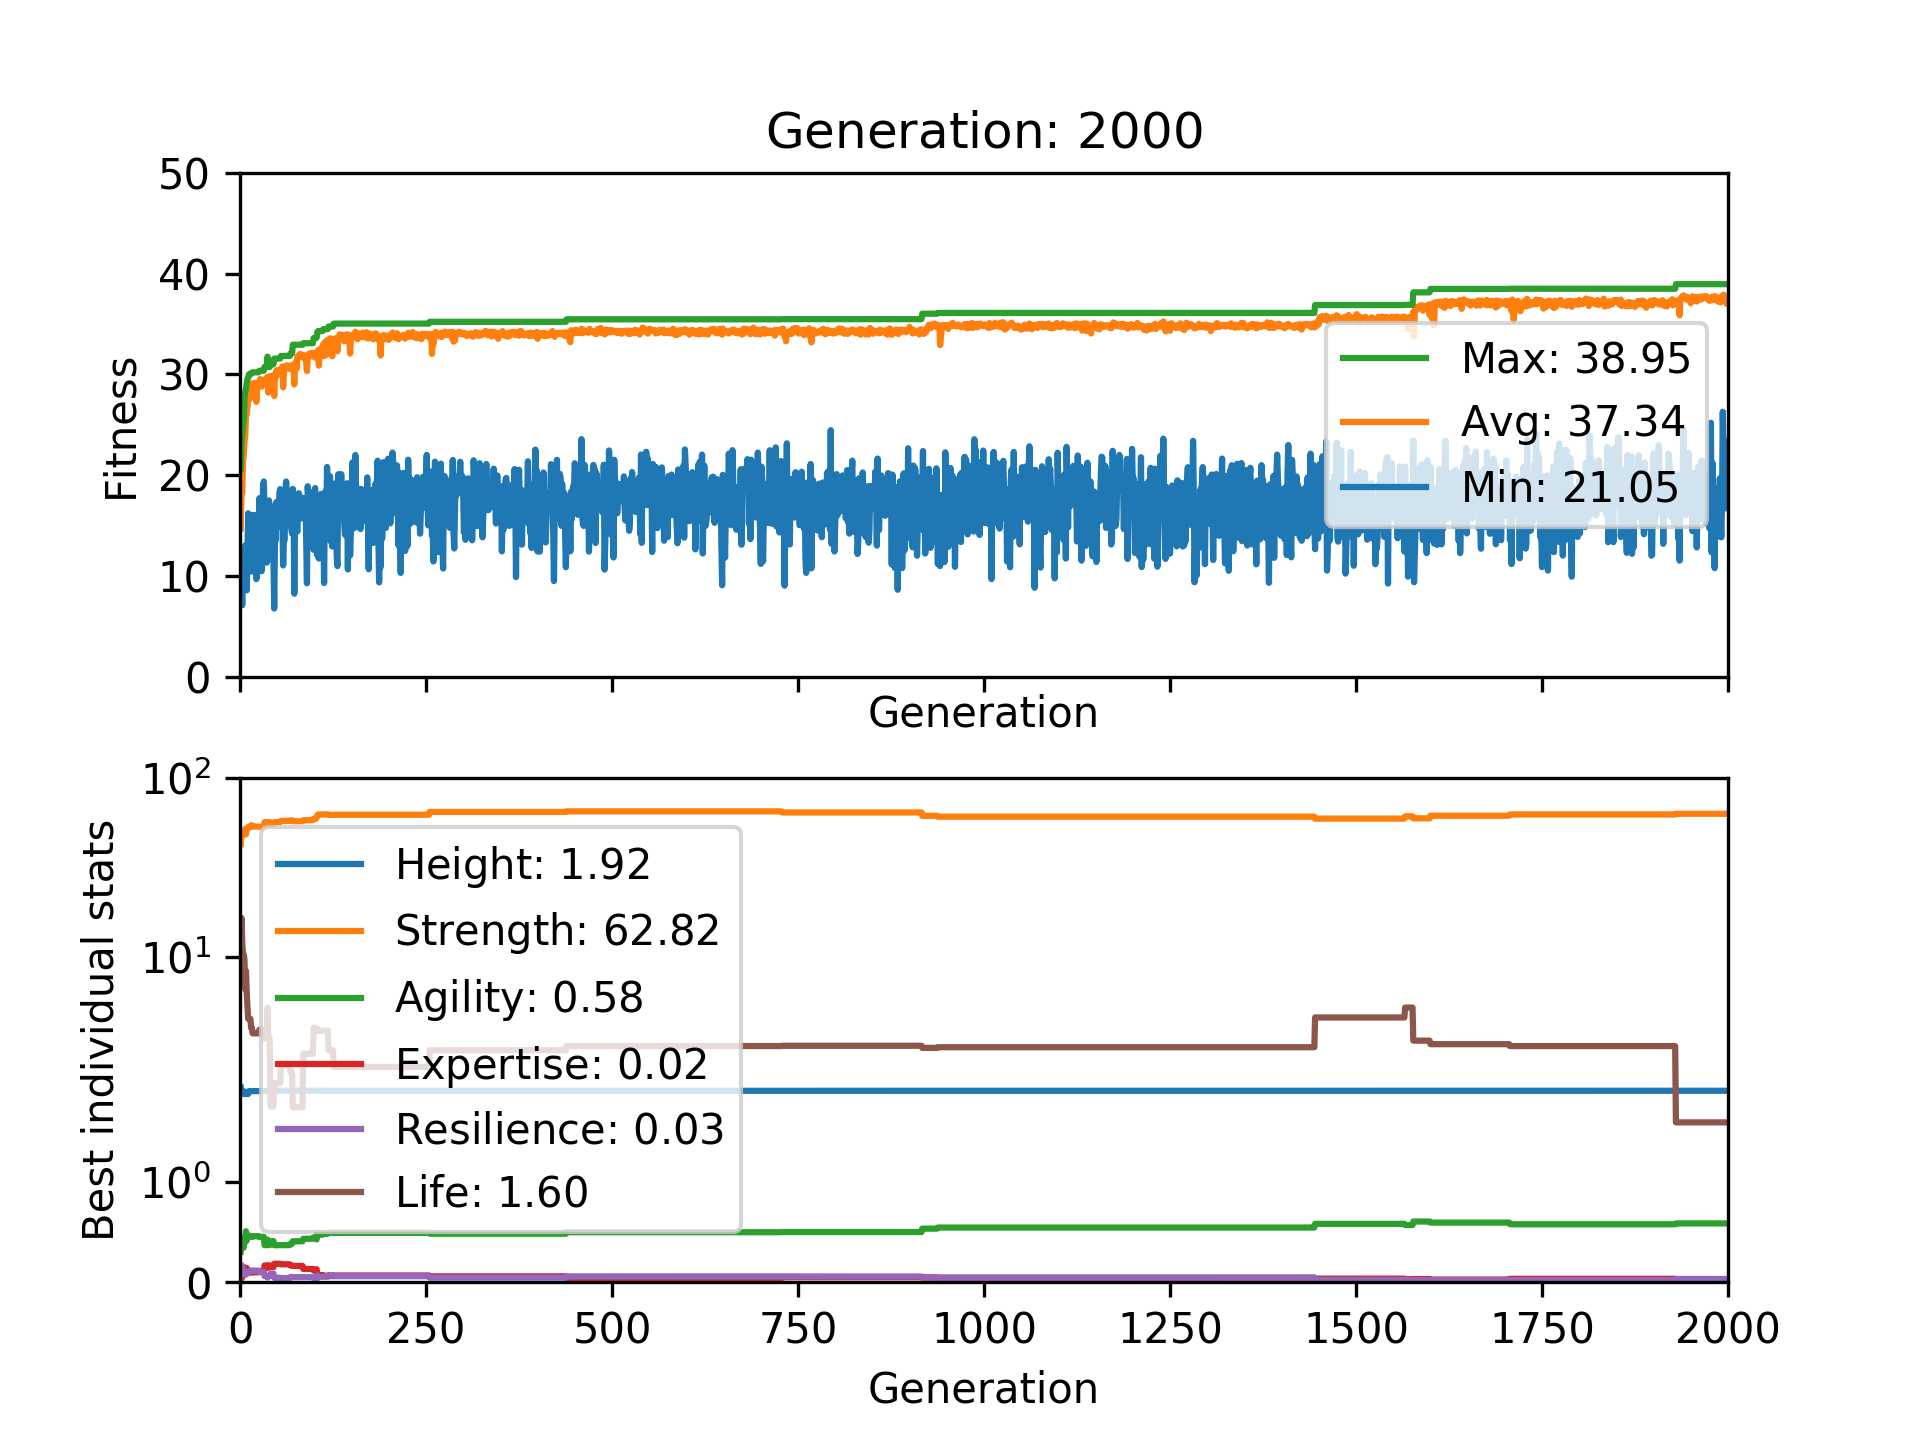 Generation: 2000
50
40
30
20
10
0
Fitness
Max: 38.95
Avg: 37.34
Min: 21.05
Generation
10²
10¹
10⁰
0
Best individual stats
Height: 1.92
Strength: 62.82
Agility: 0.58
Expertise: 0.02
Resilience: 0.03
Life: 1.60
0 250 500 750 1000 1250 1500 1750 2000
Generation